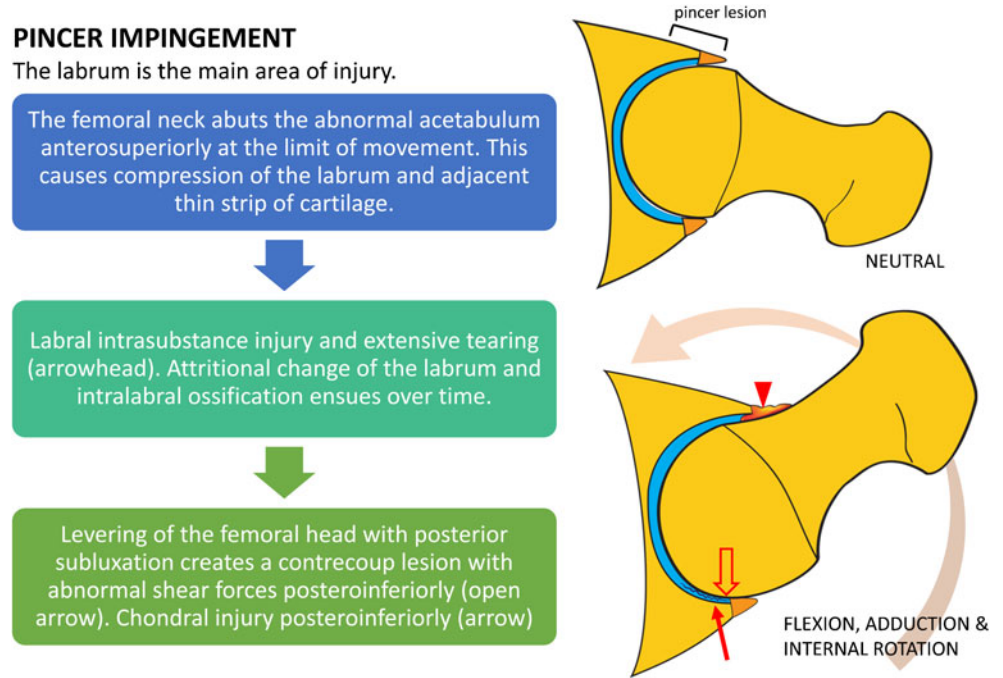 PINCER IMPINGEMENT
The labrum is the main area of injury.
The femoral neck abuts the abnormal acetabulum
anterosuperiorly at the limit of movement. This
causes compression of the labrum and adjacent
thin strip of cartilage.
Labral intrasubstance injury and extensive tearing
(arrowhead). Attritional change of the labrum and
intralabral ossification ensues over time.
Levering of the femoral head with posterior
subluxation creates a contrecoup lesion with
abnormal shear forces posteroinferiorly (open
arrow). Chondral injury posteroinferiorly (arrow)
pincer lesion
NEUTRAL
FLEXION, ADDUCTION &
INTERNAL ROTATION